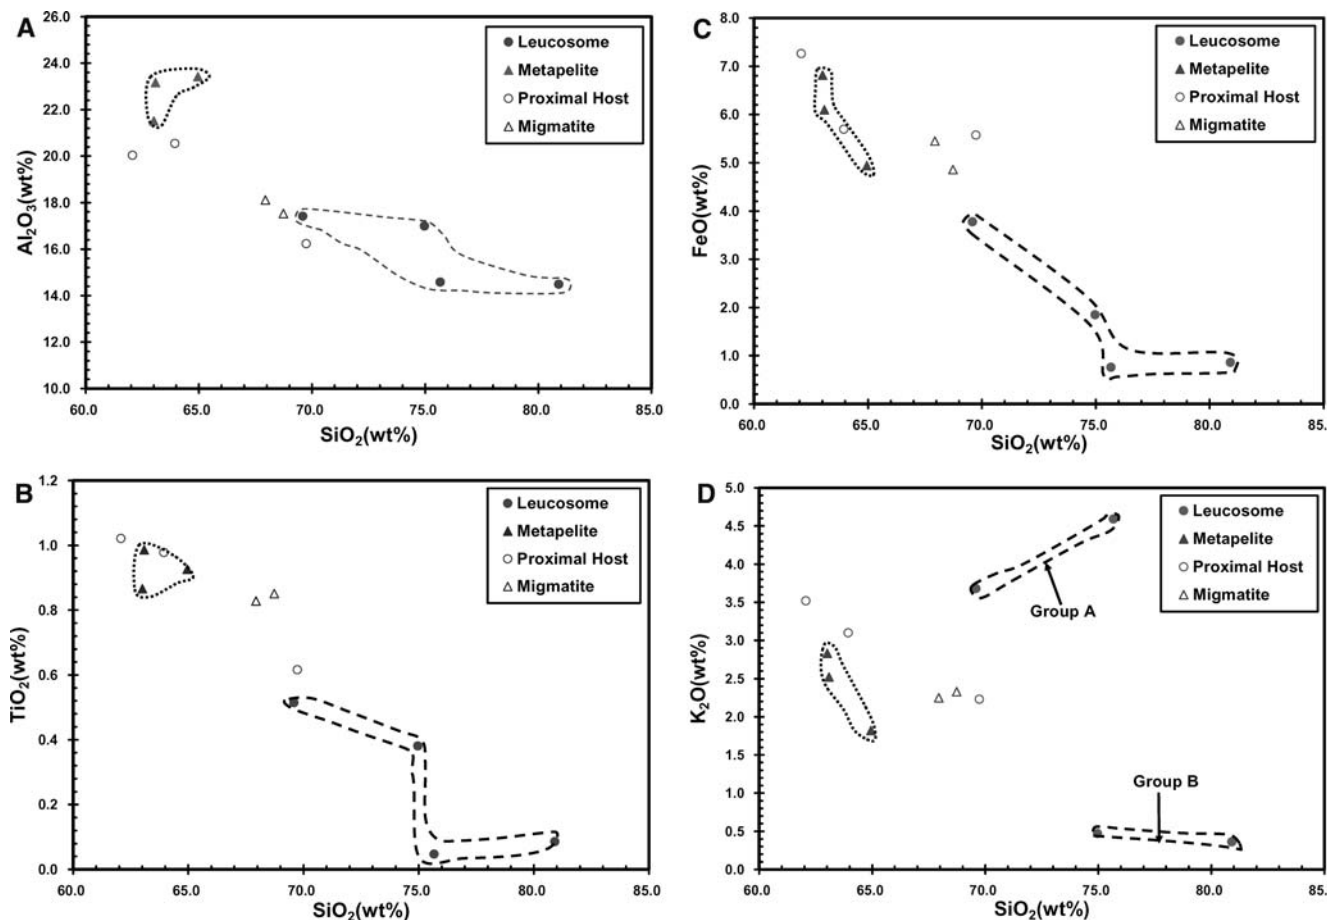 A
26.0
24.0
22.0
20.0
18.0
16.0
14.0
12.0
10.0
60.0 65.0 70.0 75.0 80.0 85.0
Al2O3(wt%)
SiO2(wt%)
Leucosome
Metapelite
Proximal Host
Migmatite
C
8.0
7.0
6.0
5.0
4.0
3.0
2.0
1.0
0.0
60.0 65.0 70.0 75.0 80.0 85.
FeO(wt%)
SiO2(wt%)
Leucosome
Metapelite
Proximal Host
Migmatite
B
1.2
1.0
0.8
0.6
0.4
0.2
0.0
60.0 65.0 70.0 75.0 80.0 85.0
TiO2(wt%)
SiO2(wt%)
Leucosome
Metapelite
Proximal Host
Migmatite
D
5.0
4.5
4.0
3.5
3.0
2.5
2.0
1.5
1.0
0.5
0.0
60.0 65.0 70.0 75.0 80.0 85.0
K2O(wt%)
SiO2(wt%)
Leucosome
Metapelite
Proximal Host
Migmatite
Group A
Group B